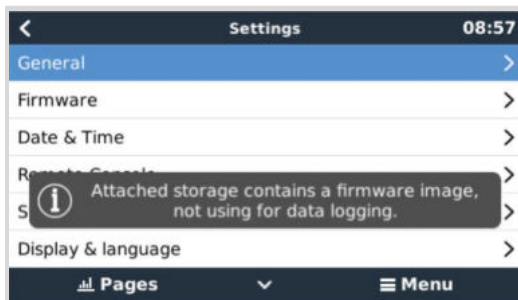 Settings
08:57
General
Firmware
Date & Time
Attached storage contains a firmware image,
not using for data logging.
Display & language
Pages
Menu